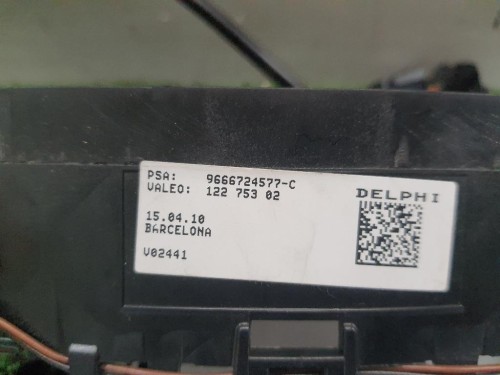 PSA: 9666724577-C
VALEO: 122 753 02
DELPHI
15.04.10
BARCELONA
V02441